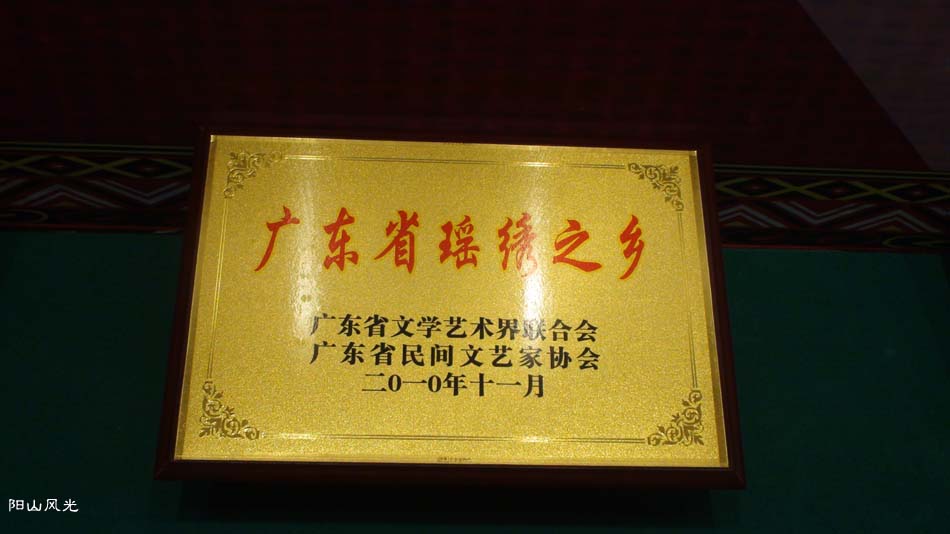 广东省瑶绣之乡
广东省文学艺术界联合会
广东省民间文艺家协会
二0一0年十一月
阳山风光